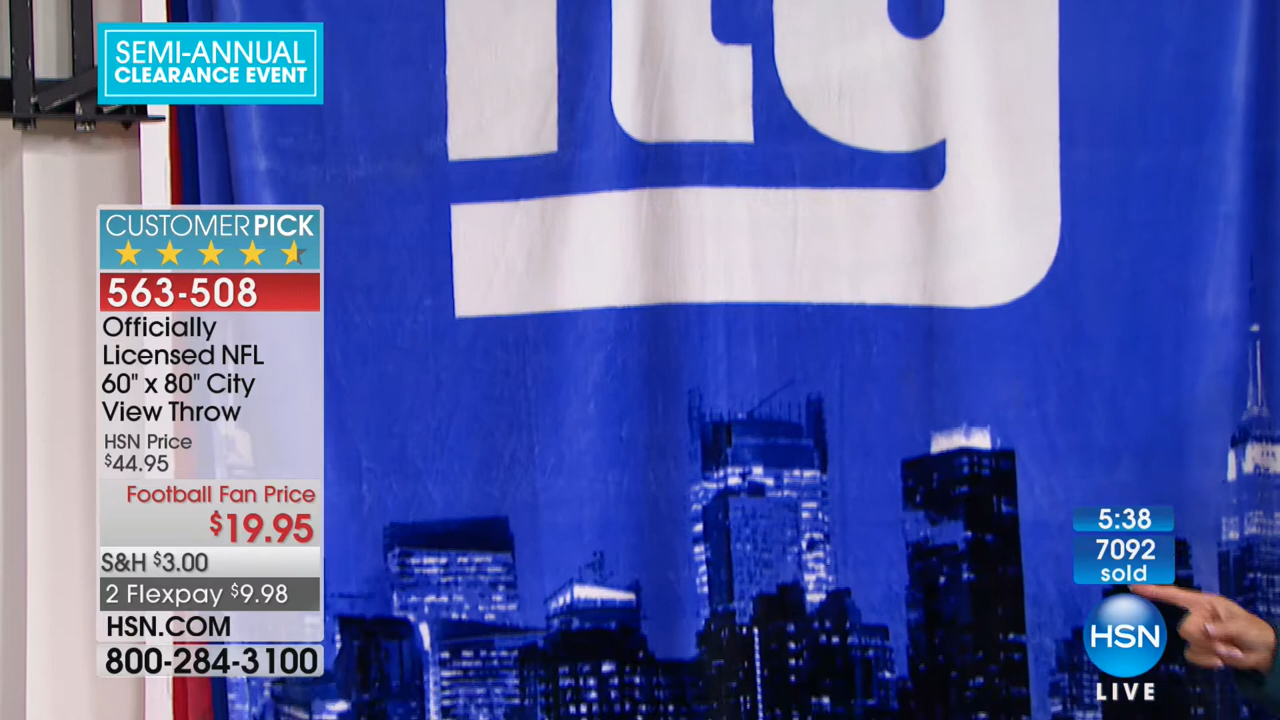 SEMI-ANNUAL
CLEARANCE EVENT
ny
CUSTOMER PICK
563-508
Officially
Licensed NFL
60" x 80" City
View Throw
HSN Price
$44.95
Football Fan Price
$19.95
S&H $3.00
2 Flexpay $9.98
HSN.COM
800-284-3100
5:38
7092
sold
HSN
LIVE